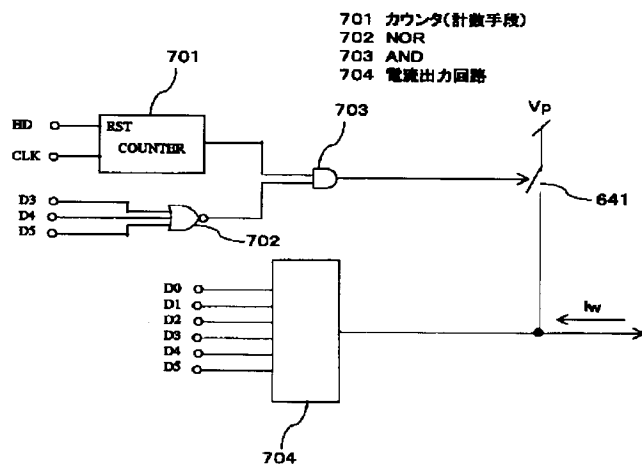 701 カウンタ(計数手段)
702 NOR
703 AND
704 電流出力回路
701
703
HD
RST
COUNTER
CLK
Vp
641
D3
D4
D5
702
D0
D1
D2
D3
D4
D5
Iw
704